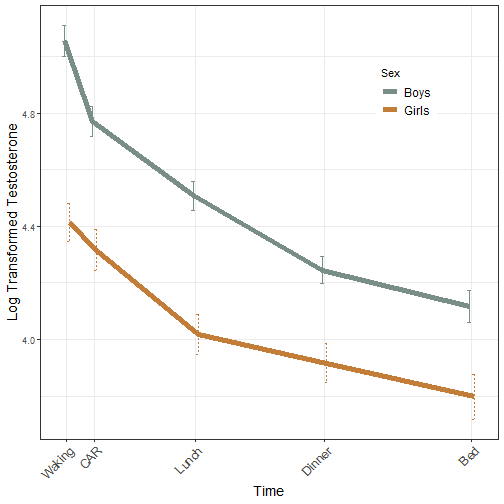 Log Transformed Testosterone
4.8
4.4
4.0
Sex
Boys
Girls
Waking
CAR
Lunch
Dinner
Bed
Time